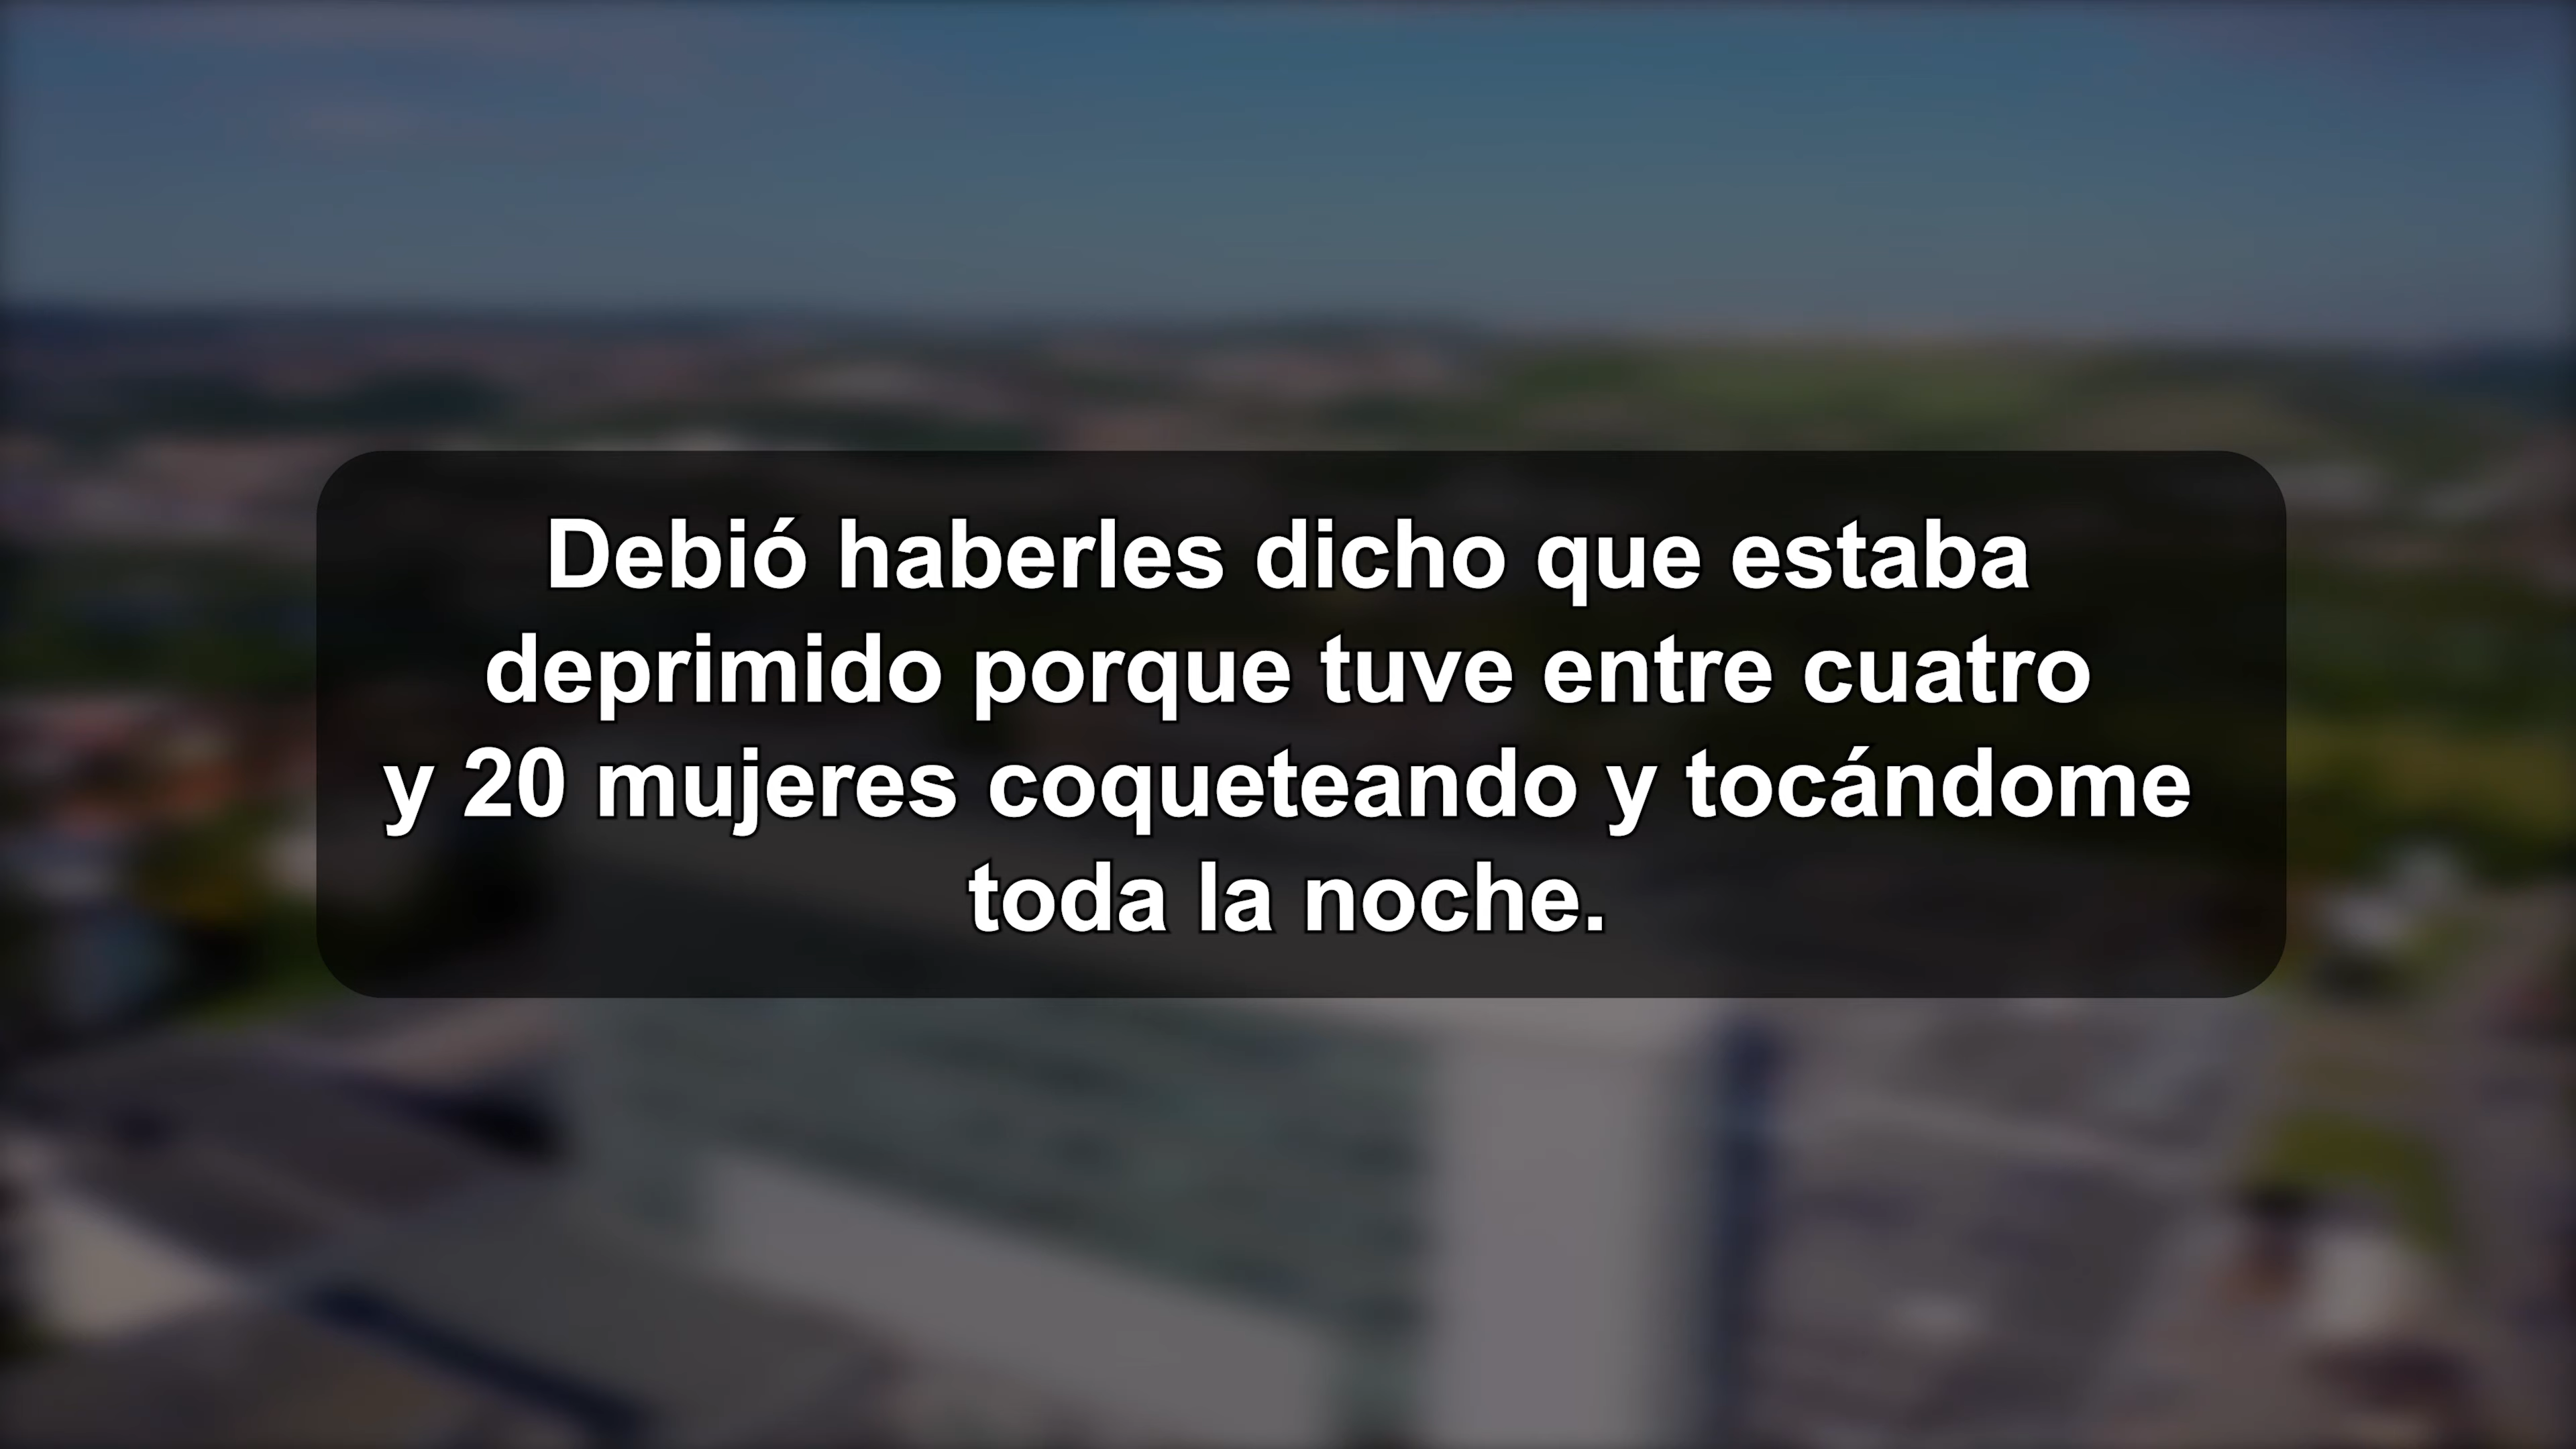 Debió haberles dicho que estaba
deprimido porque tuve entre cuatro
y 20 mujeres coqueteando y tocándome
toda la noche.